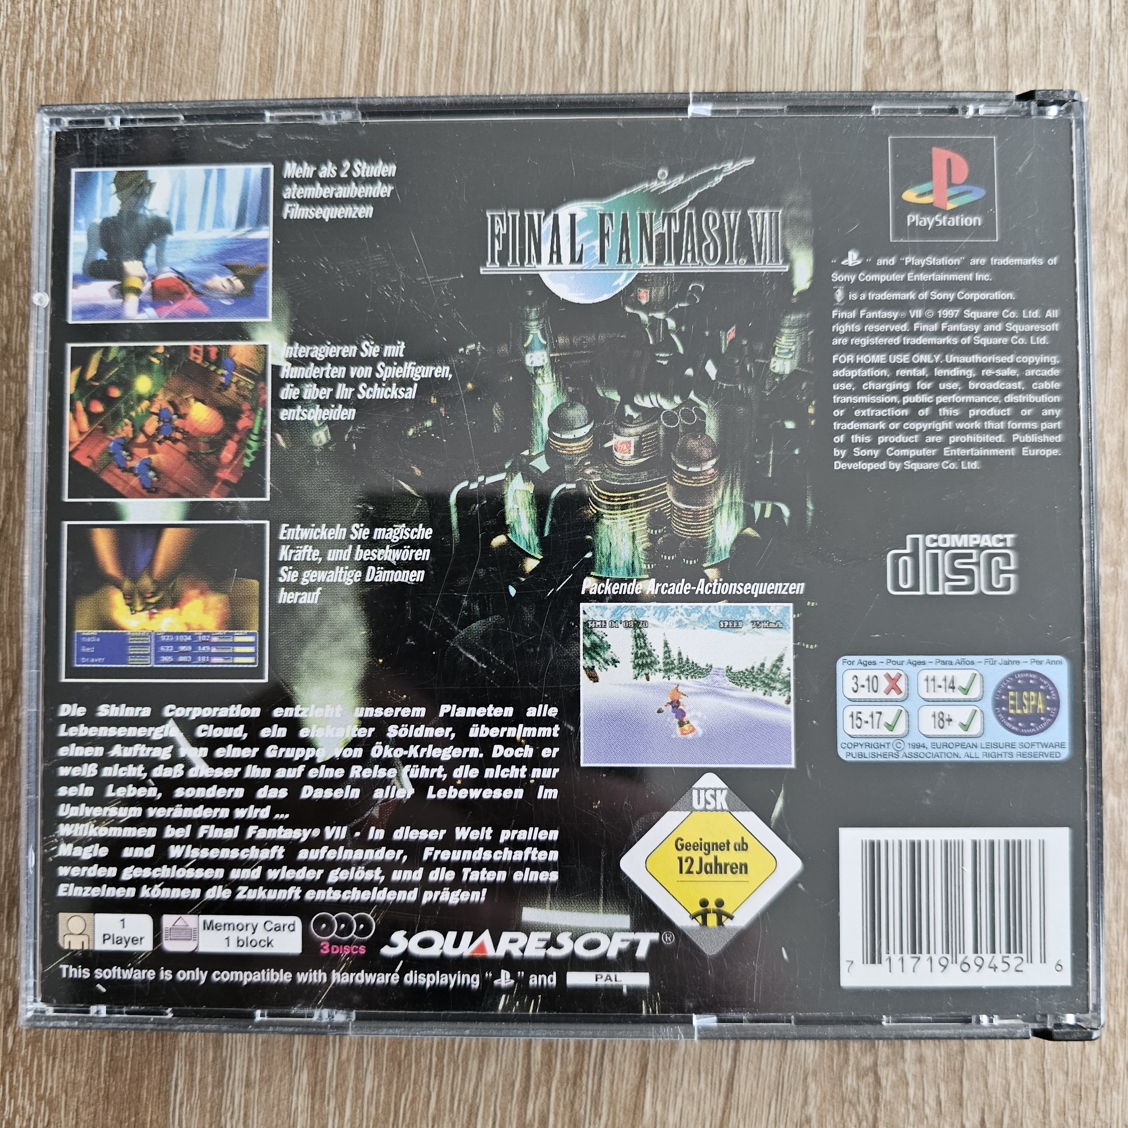 Mehr als 2 Studen
atemberaubender
Filmsequenzen
Interagieren Sie mit
Hunderten von Spielfiguren,
die über Ihr Schicksal
entscheiden
Entwickeln Sie magische
Kräfte, und beschwören
Sie gewaltige Dämonen
herauf
FINAL FANTASY VII
Packende Arcade-Actionsequenzen
TIME 01'08"20
SPEED 75Km/h
Die Shinra Corporation entzieht unserem Planeten alle
Lebensenergie. Cloud, ein eiskalter Söldner, übernimmt
einen Auftrag von einer Gruppe von Öko-Kriegern. Doch er
weiß nicht, daß dieser ihn auf eine Reise führt, die nicht nur
sein Leben, sondern das Dasein aller Lebewesen im
Universum verändern wird ...
Willkommen bei Final Fantasy® VII - In dieser Welt prallen
Magie und Wissenschaft aufeinander, Freundschaften
werden geschlossen und wieder gelöst, und die Taten eines
Einzelnen können die Zukunft entscheidend prägen!
1
Player
Memory Card
1 block
3 DISCS
SQUARESOFT®
This software is only compatible with hardware displaying " " and PAL
USK
Geeignet ab
12 Jahren
PlayStation
" " and "PlayStation" are trademarks of
Sony Computer Entertainment Inc.
is a trademark of Sony Corporation.
Final Fantasy® VII © 1997 Square Co. Ltd. All
rights reserved. Final Fantasy and Squaresoft
are registered trademarks of Square Co. Ltd.
FOR HOME USE ONLY. Unauthorised copying,
adaptation, rental, lending, re-sale, arcade
use, charging for use, broadcast, cable
transmission, public performance, distribution
or extraction of this product or any
trademark or copyright work that forms part
of this product are prohibited. Published
by Sony Computer Entertainment Europe.
Developed by Square Co. Ltd.
COMPACT
disc
For Ages – Pour Ages – Para Años – Für Jahre – Per Anni
3-10 11-14
15-17 18+
ELSPA
COPYRIGHT © 1994, EUROPEAN LEISURE SOFTWARE
PUBLISHERS ASSOCIATION. ALL RIGHTS RESERVED
7 11719 69452 6